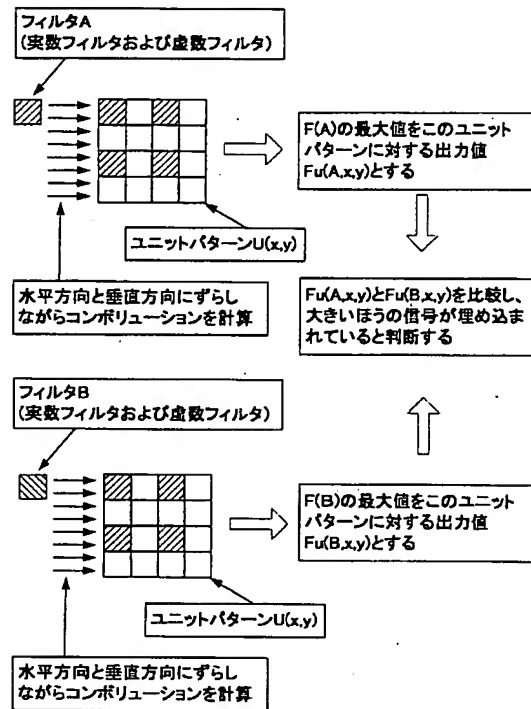 フィルタA
(実数フィルタおよび虚数フィルタ)
F(A)の最大値をこのユニット
パターンに対する出力値
Fu(A,x,y)とする
ユニットパターンU(x,y)
水平方向と垂直方向にずらし
ながらコンボリューションを計算
Fu(A,x,y)とFu(B,x,y)を比較し、
大きいほうの信号が埋め込ま
れていると判断する
フィルタB
(実数フィルタおよび虚数フィルタ)
F(B)の最大値をこのユニット
パターンに対する出力値
Fu(B,x,y)とする
ユニットパターンU(x,y)
水平方向と垂直方向にずらし
ながらコンボリューションを計算